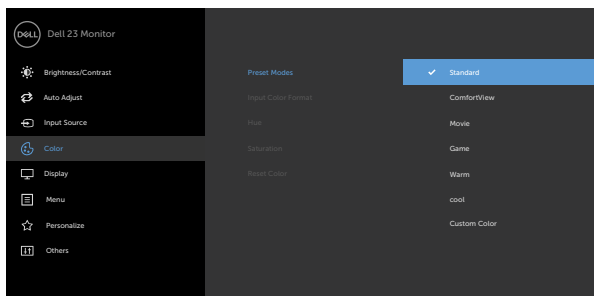 DELL
Dell 23 Monitor
Brightness/Contrast
Preset Modes
Standard
Auto Adjust
Input Color Format
ComfortView
Input Source
Hue
Movie
Color
Saturation
Game
Display
Reset Color
Warm
Menu
cool
Personalize
Custom Color
Others